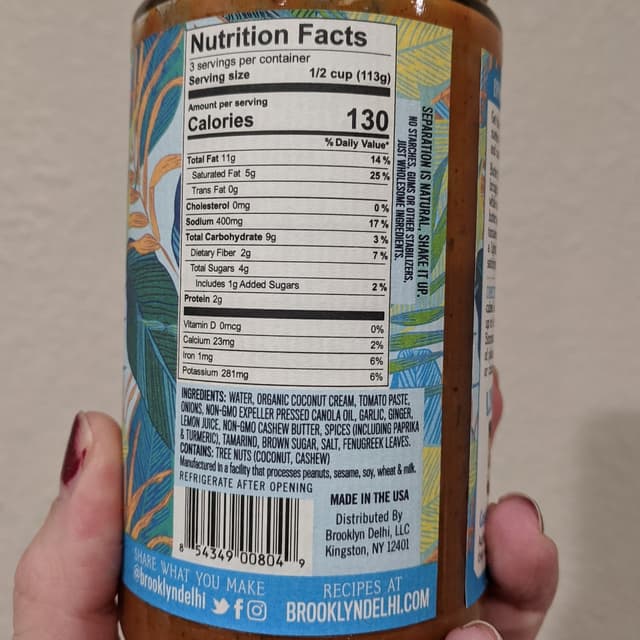 Nutrition Facts
3 servings per container
Serving size 1/2 cup (113g)
Amount per serving
Calories 130
% Daily Value*
Total Fat 11g 14%
Saturated Fat 5g 25%
Trans Fat 0g
Cholesterol 0mg 0%
Sodium 400mg 17%
Total Carbohydrate 9g 3%
Dietary Fiber 2g 7%
Total Sugars 4g
Includes 1g Added Sugars 2%
Protein 2g
Vitamin D 0mcg 0%
Calcium 23mg 2%
Iron 1mg 6%
Potassium 281mg 6%
SEPARATION IS NATURAL. SHAKE IT UP.
NO STARCHES, GUMS OR OTHER STABILIZERS,
JUST WHOLESOME INGREDIENTS.
INGREDIENTS: WATER, ORGANIC COCONUT CREAM, TOMATO PASTE,
ONIONS, NON-GMO EXPELLER PRESSED CANOLA OIL, GARLIC, GINGER,
LEMON JUICE, NON-GMO CASHEW BUTTER, SPICES (INCLUDING PAPRIKA
& TURMERIC), TAMARIND, BROWN SUGAR, SALT, FENUGREEK LEAVES.
CONTAINS: TREE NUTS (COCONUT, CASHEW)
Manufactured in a facility that processes peanuts, sesame, soy, wheat & milk.
REFRIGERATE AFTER OPENING
8 54349 00804 9
MADE IN THE USA
Distributed By
Brooklyn Delhi, LLC
Kingston, NY 12401
SHARE WHAT YOU MAKE
@brooklyndelhi
RECIPES AT
BROOKLYNDELHI.COM